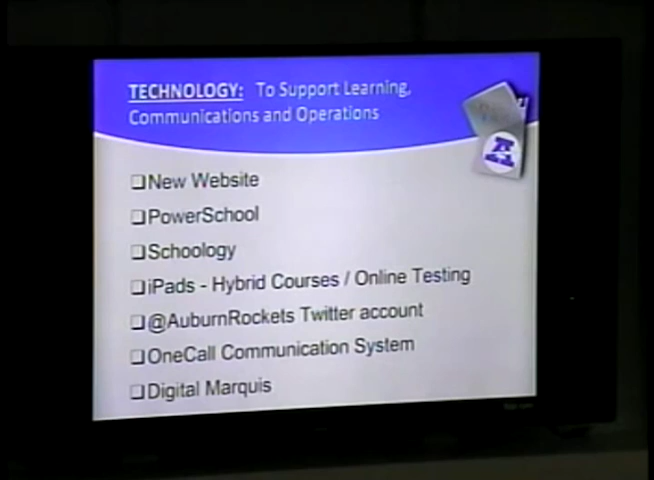 TECHNOLOGY: To Support Learning,
Communications and Operations
New Website
PowerSchool
Schoology
iPads - Hybrid Courses / Online Testing
@AuburnRockets Twitter account
OneCall Communication System
Digital Marquis